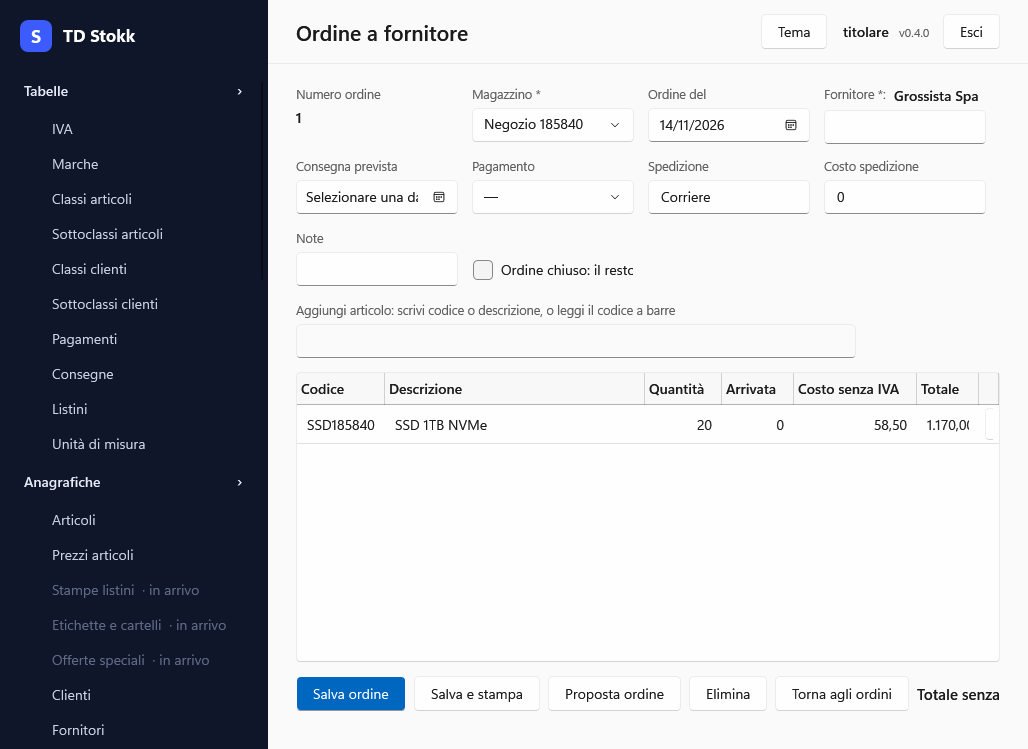 S TD Stokk
Tabelle
IVA
Marche
Classi articoli
Sottoclassi articoli
Classi clienti
Sottoclassi clienti
Pagamenti
Consegne
Listini
Unità di misura
Anagrafiche
Articoli
Prezzi articoli
Stampe listini · in arrivo
Etichette e cartelli · in arrivo
Offerte speciali · in arrivo
Clienti
Fornitori
Ordine a fornitore
Tema titolare v0.4.0 Esci
Numero ordine Magazzino * Ordine del Fornitore *: Grossista Spa
1 Negozio 185840 14/11/2026
Consegna prevista Pagamento Spedizione Costo spedizione
Selezionare una da — Corriere 0
Note
Ordine chiuso: il resto
Aggiungi articolo: scrivi codice o descrizione, o leggi il codice a barre
Codice Descrizione Quantità Arrivata Costo senza IVA Totale
SSD185840 SSD 1TB NVMe 20 0 58,50 1.170,00
Salva ordine Salva e stampa Proposta ordine Elimina Torna agli ordini Totale senza